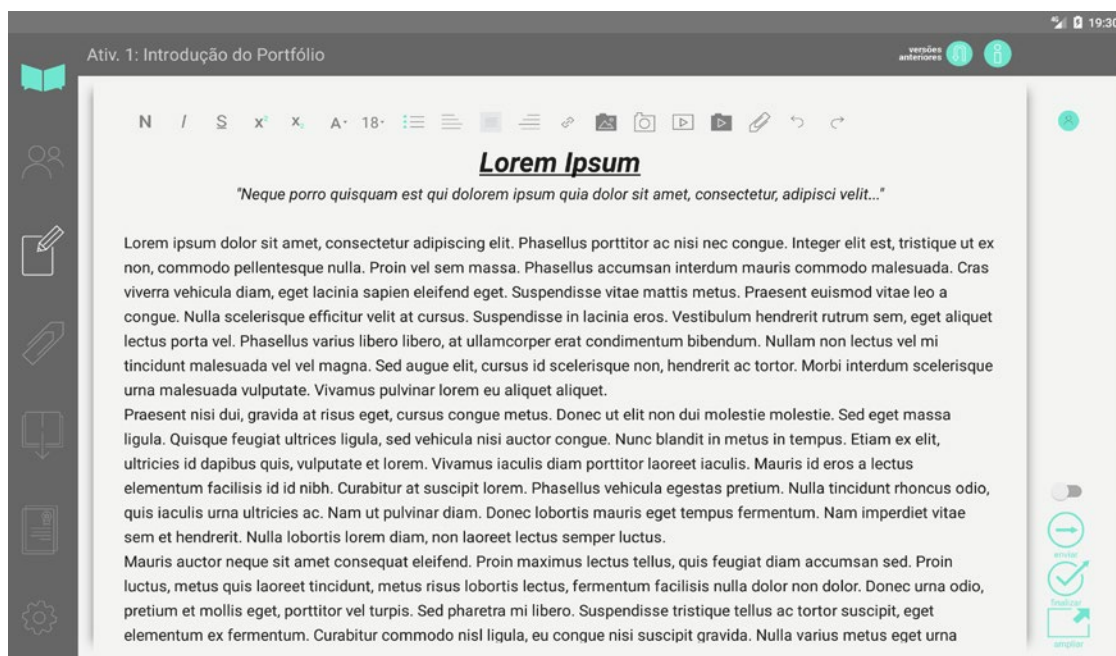 4G 19:30
Ativ. 1: Introdução do Portfólio
versões
anteriores
N I S x² x₂ A 18
Lorem Ipsum
"Neque porro quisquam est qui dolorem ipsum quia dolor sit amet, consectetur, adipisci velit..."
Lorem ipsum dolor sit amet, consectetur adipiscing elit. Phasellus porttitor ac nisi nec congue. Integer elit est, tristique ut ex
non, commodo pellentesque nulla. Proin vel sem massa. Phasellus accumsan interdum mauris commodo malesuada. Cras
viverra vehicula diam, eget lacinia sapien eleifend eget. Suspendisse vitae mattis metus. Praesent euismod vitae leo a
congue. Nulla scelerisque efficitur velit at cursus. Suspendisse in lacinia eros. Vestibulum hendrerit rutrum sem, eget aliquet
lectus porta vel. Phasellus varius libero libero, at ullamcorper erat condimentum bibendum. Nullam non lectus vel mi
tincidunt malesuada vel vel magna. Sed augue elit, cursus id scelerisque non, hendrerit ac tortor. Morbi interdum scelerisque
urna malesuada vulputate. Vivamus pulvinar lorem eu aliquet aliquet.
Praesent nisi dui, gravida at risus eget, cursus congue metus. Donec ut elit non dui molestie molestie. Sed eget massa
ligula. Quisque feugiat ultrices ligula, sed vehicula nisi auctor congue. Nunc blandit in metus in tempus. Etiam ex elit,
ultricies id dapibus quis, vulputate et lorem. Vivamus iaculis diam porttitor laoreet iaculis. Mauris id eros a lectus
elementum facilisis id id nibh. Curabitur at suscipit lorem. Phasellus vehicula egestas pretium. Nulla tincidunt rhoncus odio,
quis iaculis urna ultricies ac. Nam ut pulvinar diam. Donec lobortis mauris eget tempus fermentum. Nam imperdiet vitae
sem et hendrerit. Nulla lobortis lorem diam, non laoreet lectus semper luctus.
Mauris auctor neque sit amet consequat eleifend. Proin maximus lectus tellus, quis feugiat diam accumsan sed. Proin
luctus, metus quis laoreet tincidunt, metus risus lobortis lectus, fermentum facilisis nulla dolor non dolor. Donec urna odio,
pretium et mollis eget, porttitor vel turpis. Sed pharetra mi libero. Suspendisse tristique tellus ac tortor suscipit, eget
elementum ex fermentum. Curabitur commodo nisl ligula, eu congue nisi suscipit gravida. Nulla varius metus eget urna
enviar
finalizar
ampliar